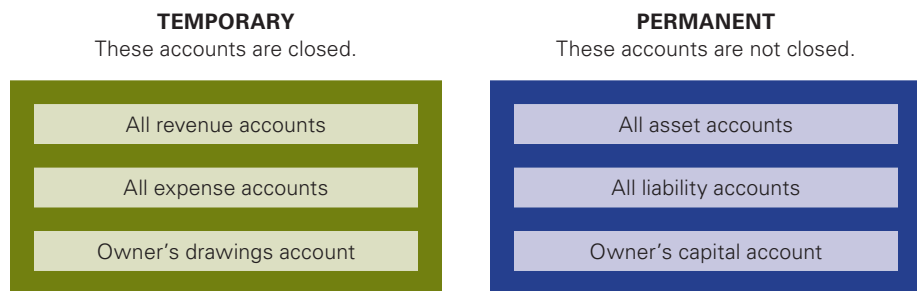 TEMPORARY
These accounts are closed.
All revenue accounts
All expense accounts
Owner's drawings account
PERMANENT
These accounts are not closed.
All asset accounts
All liability accounts
Owner's capital account